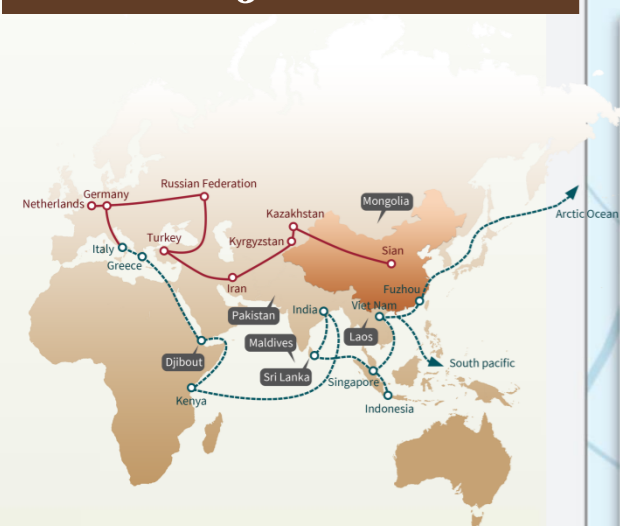 Russian Federation
Germany
Netherlands
Mongolia
Kazakhstan
Arctic Ocean
Turkey
Kyrgyzstan
Italy
Sian
Greece
Iran
Fuzhou
Pakistan
India
Viet Nam
Maldives
Laos
Djibout
South pacific
Sri Lanka
Singapore
Kenya
Indonesia